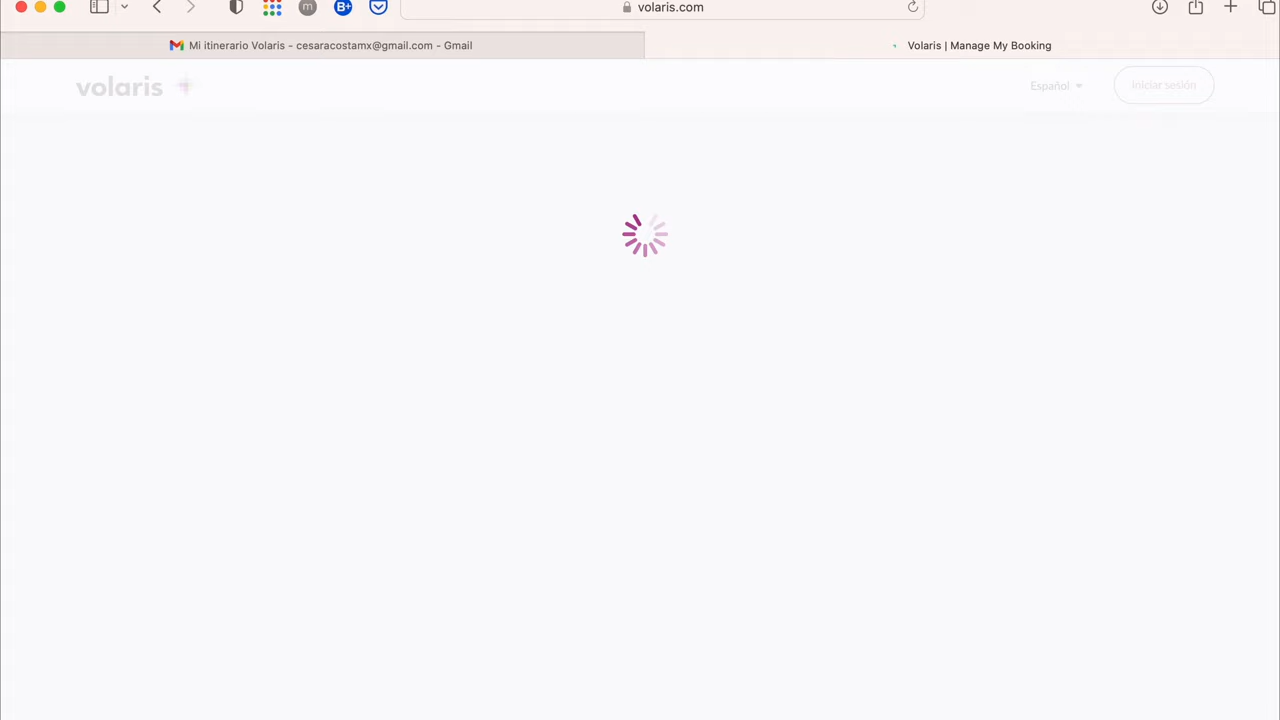 volaris.com
Mi itinerario Volaris - cesaracostamx@gmail.com - Gmail
Volaris | Manage My Booking
volaris
Español
Iniciar sesión
m
B+